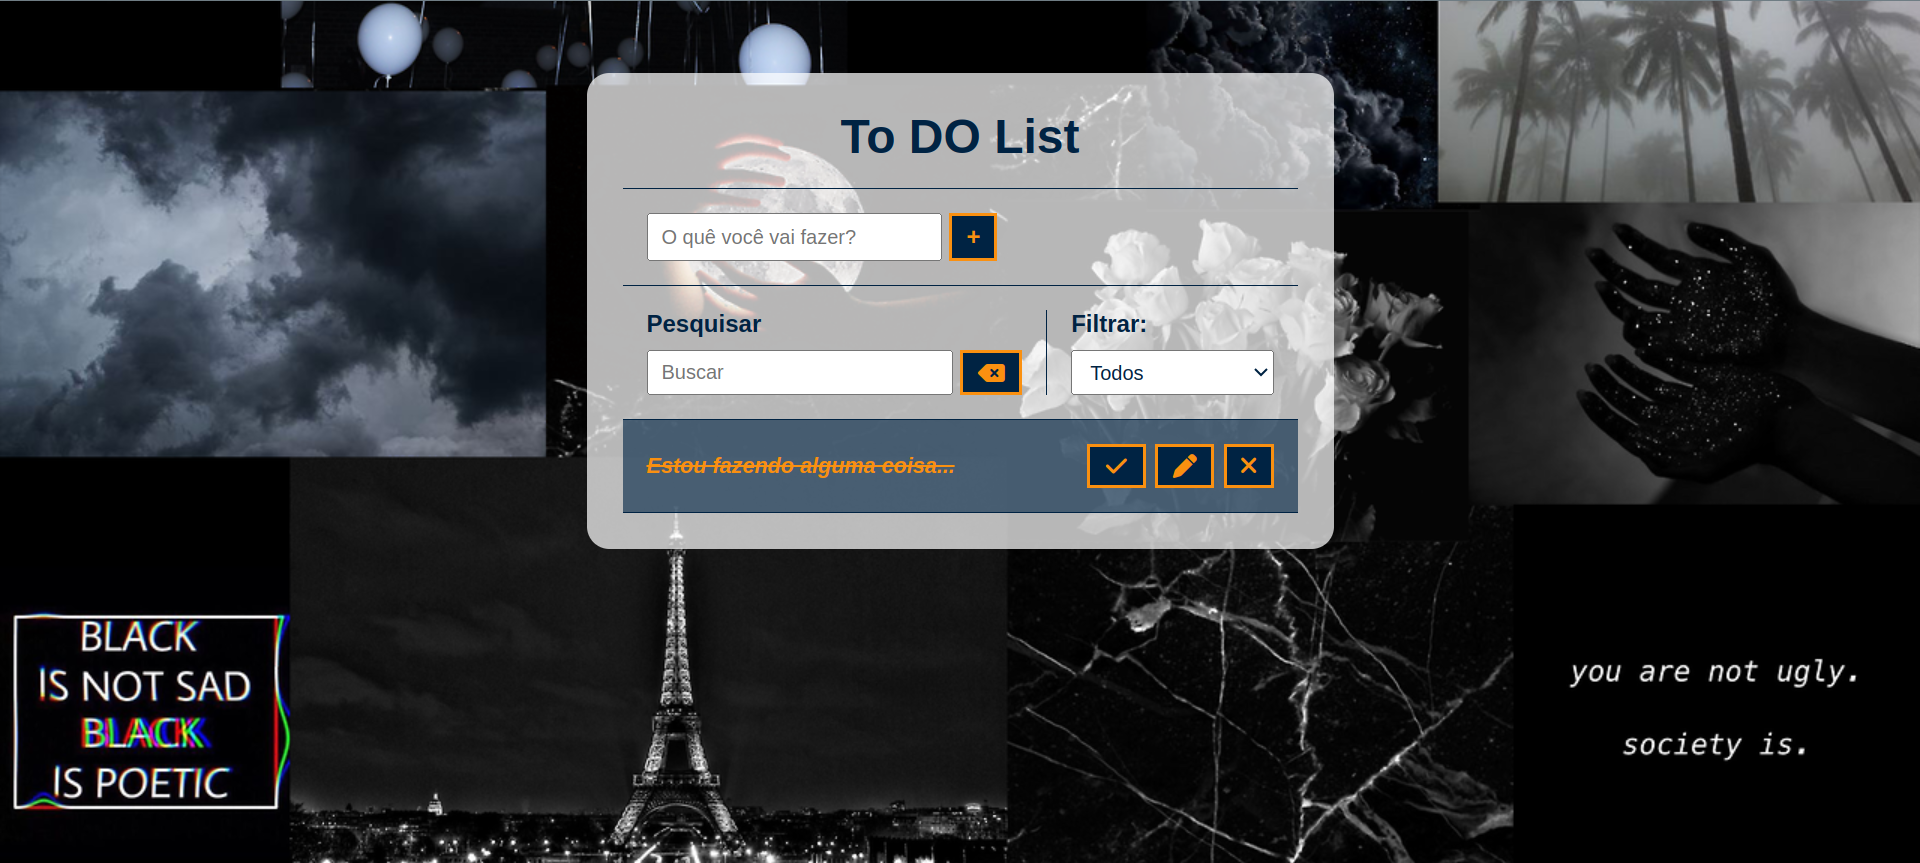 To DO List
O quê você vai fazer?
+
Pesquisar
Filtrar:
Buscar
Todos
Estou fazendo alguma coisa...
BLACK
IS NOT SAD
BLACK
IS POETIC
you are not ugly.
society is.